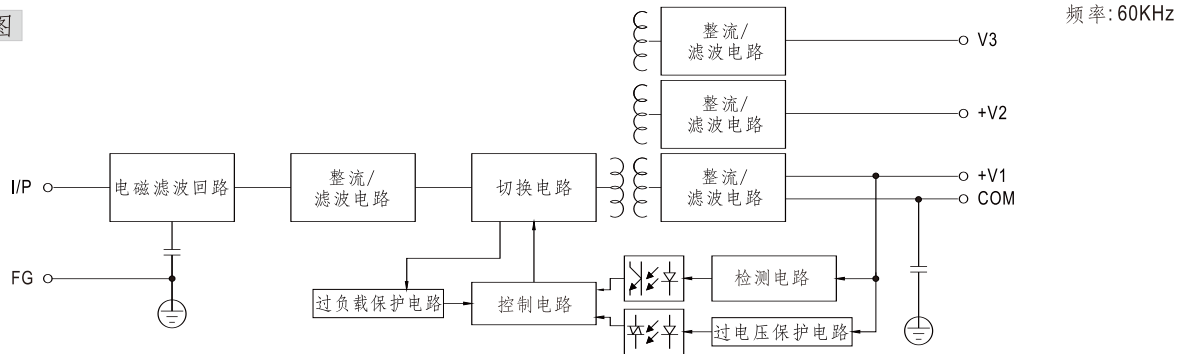 图
频率:60KHz
整流/
滤波电路
V3
整流/
滤波电路
+V2
I/P
电磁滤波回路
整流/
滤波电路
切换电路
整流/
滤波电路
+V1
COM
FG
过负载保护电路
控制电路
检测电路
过电压保护电路